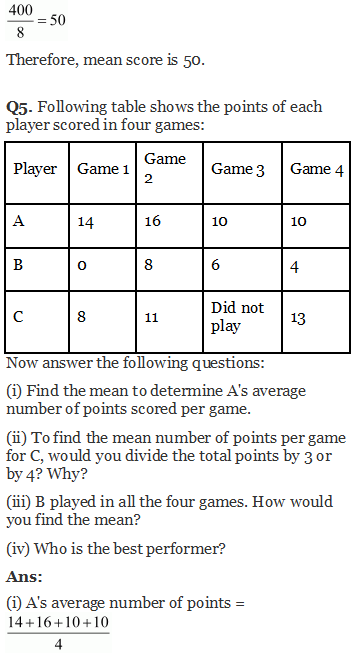 400
8
= 50
Therefore, mean score is 50.
Q5. Following table shows the points of each
player scored in four games:
Player Game 1 Game 2 Game 3 Game 4
A 14 16 10 10
B 0 8 6 4
C 8 11 Did not play 13
Now answer the following questions:
(i) Find the mean to determine A's average
number of points scored per game.
(ii) To find the mean number of points per game
for C, would you divide the total points by 3 or
by 4? Why?
(iii) B played in all the four games. How would
you find the mean?
(iv) Who is the best performer?
Ans:
(i) A's average number of points =
14+16+10+10
4